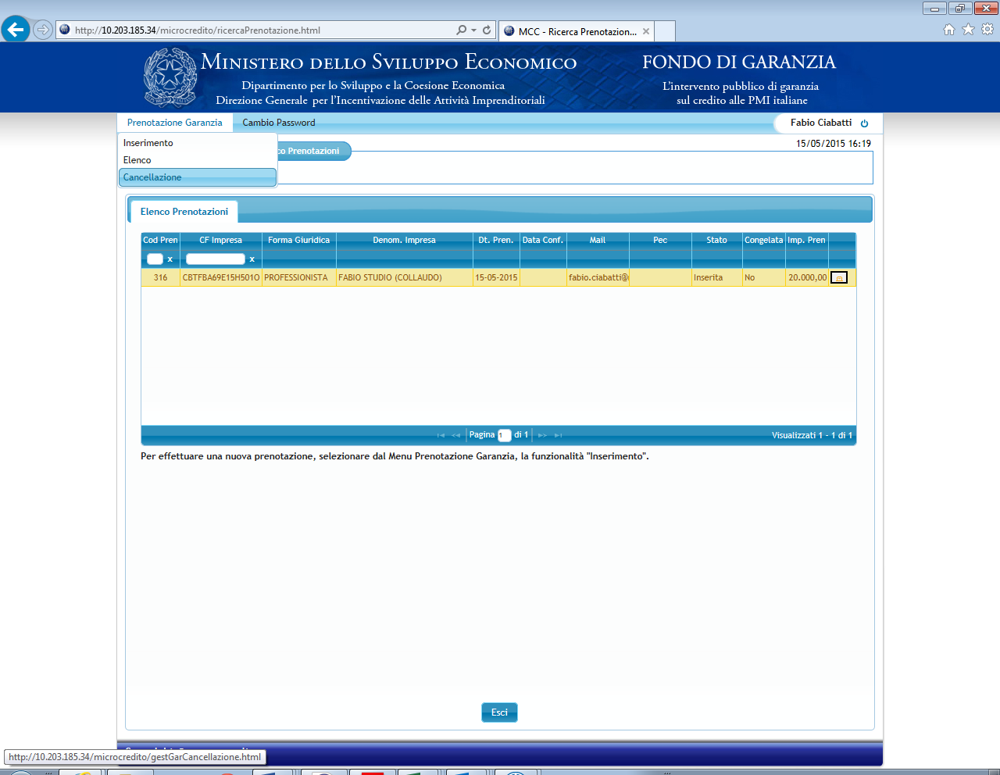 http://10.203.185.34/microcredito/ricercaPrenotazione.html
MCC - Ricerca Prenotazion...
MINISTERO DELLO SVILUPPO ECONOMICO
Dipartimento per lo Sviluppo e la Coesione Economica
Direzione Generale per l'Incentivazione delle Attività Imprenditoriali
FONDO DI GARANZIA
L'intervento pubblico di garanzia
sul credito alle PMI italiane
Prenotazione Garanzia Cambio Password Fabio Ciabatti
15/05/2015 16:19
Inserimento
Elenco
Cancellazione
co Prenotazioni
Elenco Prenotazioni
Cod Pren CF Impresa Forma Giuridica Denom. Impresa Dt. Pren. Data Conf. Mail Pec Stato Congelata Imp. Pren
x x
316 CBTFBA69E15H501O PROFESSIONISTA FABIO STUDIO (COLLAUDO) 15-05-2015 fabio.ciabatti@ Inserita No 20.000,00
Pagina 1 di 1 Visualizzati 1 - 1 di 1
Per effettuare una nuova prenotazione, selezionare dal Menu Prenotazione Garanzia, la funzionalità "Inserimento".
Esci
http://10.203.185.34/microcredito/gestGarCancellazione.html